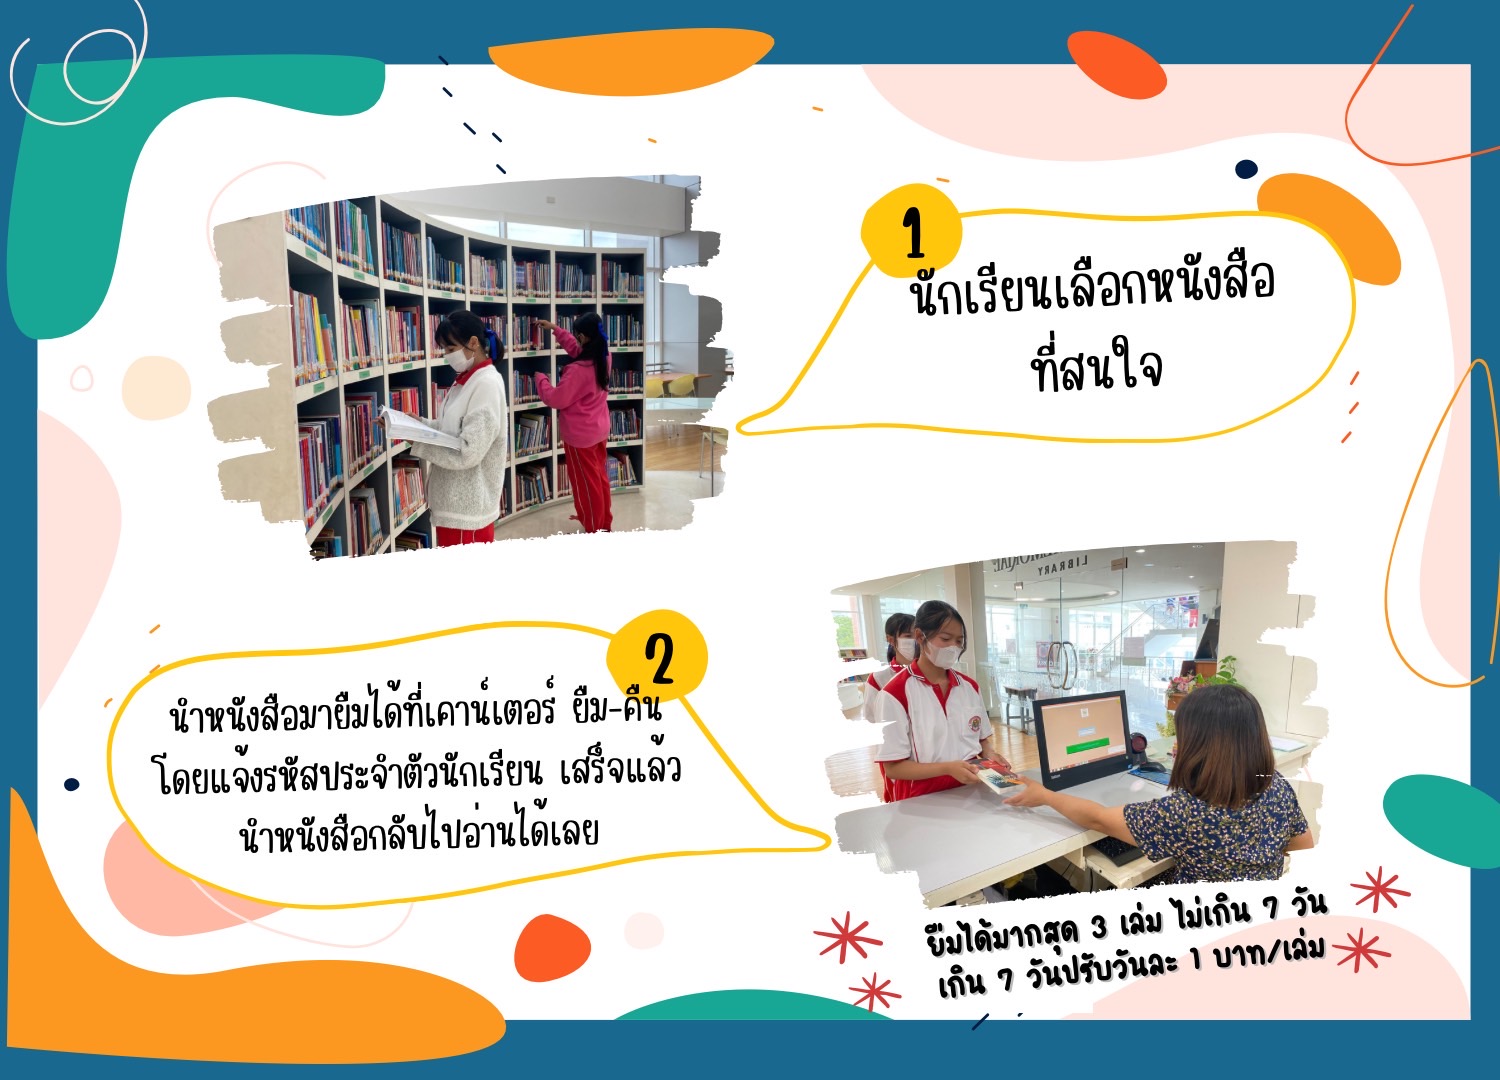 1
นักเรียนเลือกหนังสือ
ที่สนใจ
LIBRARY
2
นำหนังสือมายืมได้ที่เคาน์เตอร์ ยืม-คืน
โดยแจ้งรหัสประจำตัวนักเรียน เสร็จแล้ว
นำหนังสือกลับไปอ่านได้เลย
ยืมได้มากสุด 3 เล่ม ไม่เกิน 7 วัน
เกิน 7 วันปรับวันละ 1 บาท/เล่ม